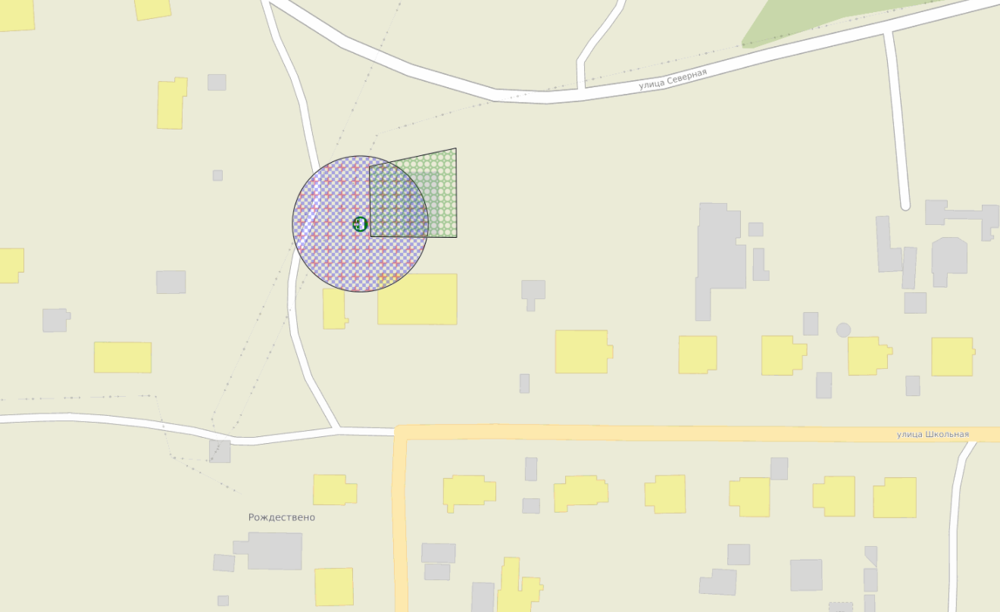 улица Северная
улица Школьная
Рождествено